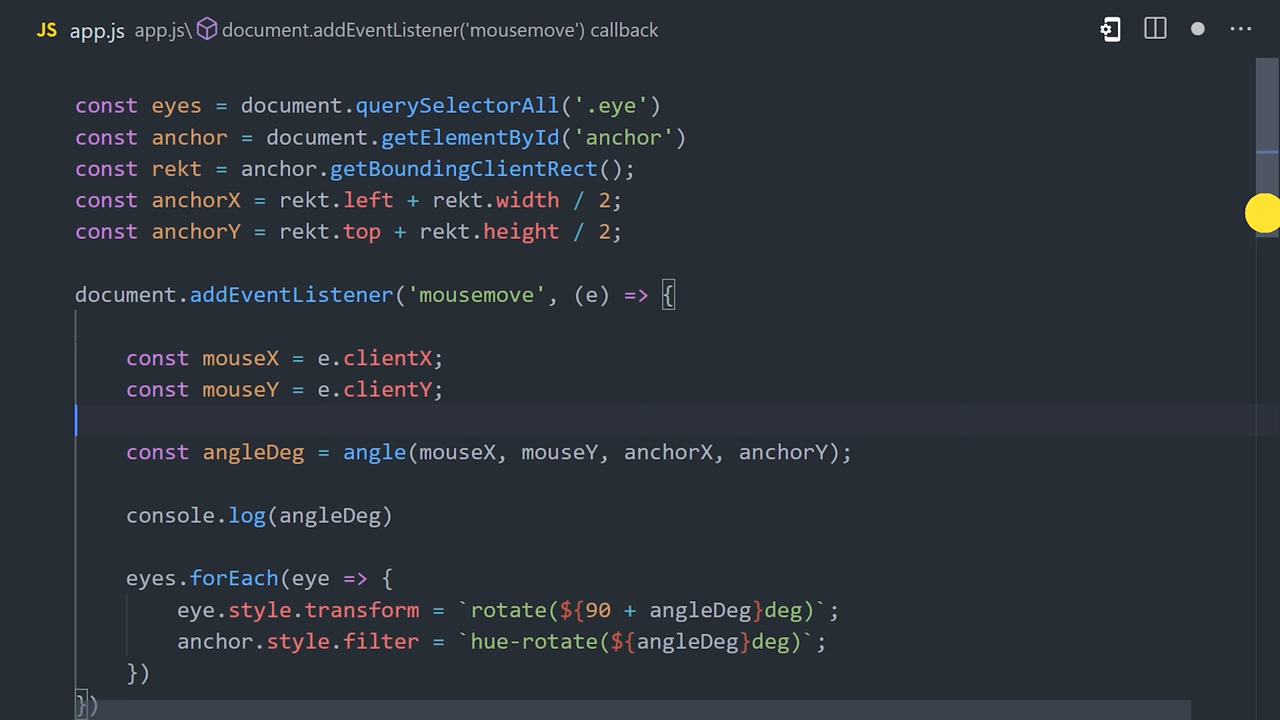 JS app.js app.js\document.addEventListener('mousemove') callback
const eyes = document.querySelectorAll('.eye')
const anchor = document.getElementById('anchor')
const rekt = anchor.getBoundingClientRect();
const anchorX = rekt.left + rekt.width / 2;
const anchorY = rekt.top + rekt.height / 2;
document.addEventListener('mousemove', (e) => {
const mouseX = e.clientX;
const mouseY = e.clientY;
const angleDeg = angle(mouseX, mouseY, anchorX, anchorY);
console.log(angleDeg)
eyes.forEach(eye => {
eye.style.transform = `rotate(${90 + angleDeg}deg)`;
anchor.style.filter = `hue-rotate(${angleDeg}deg)`;
})
})